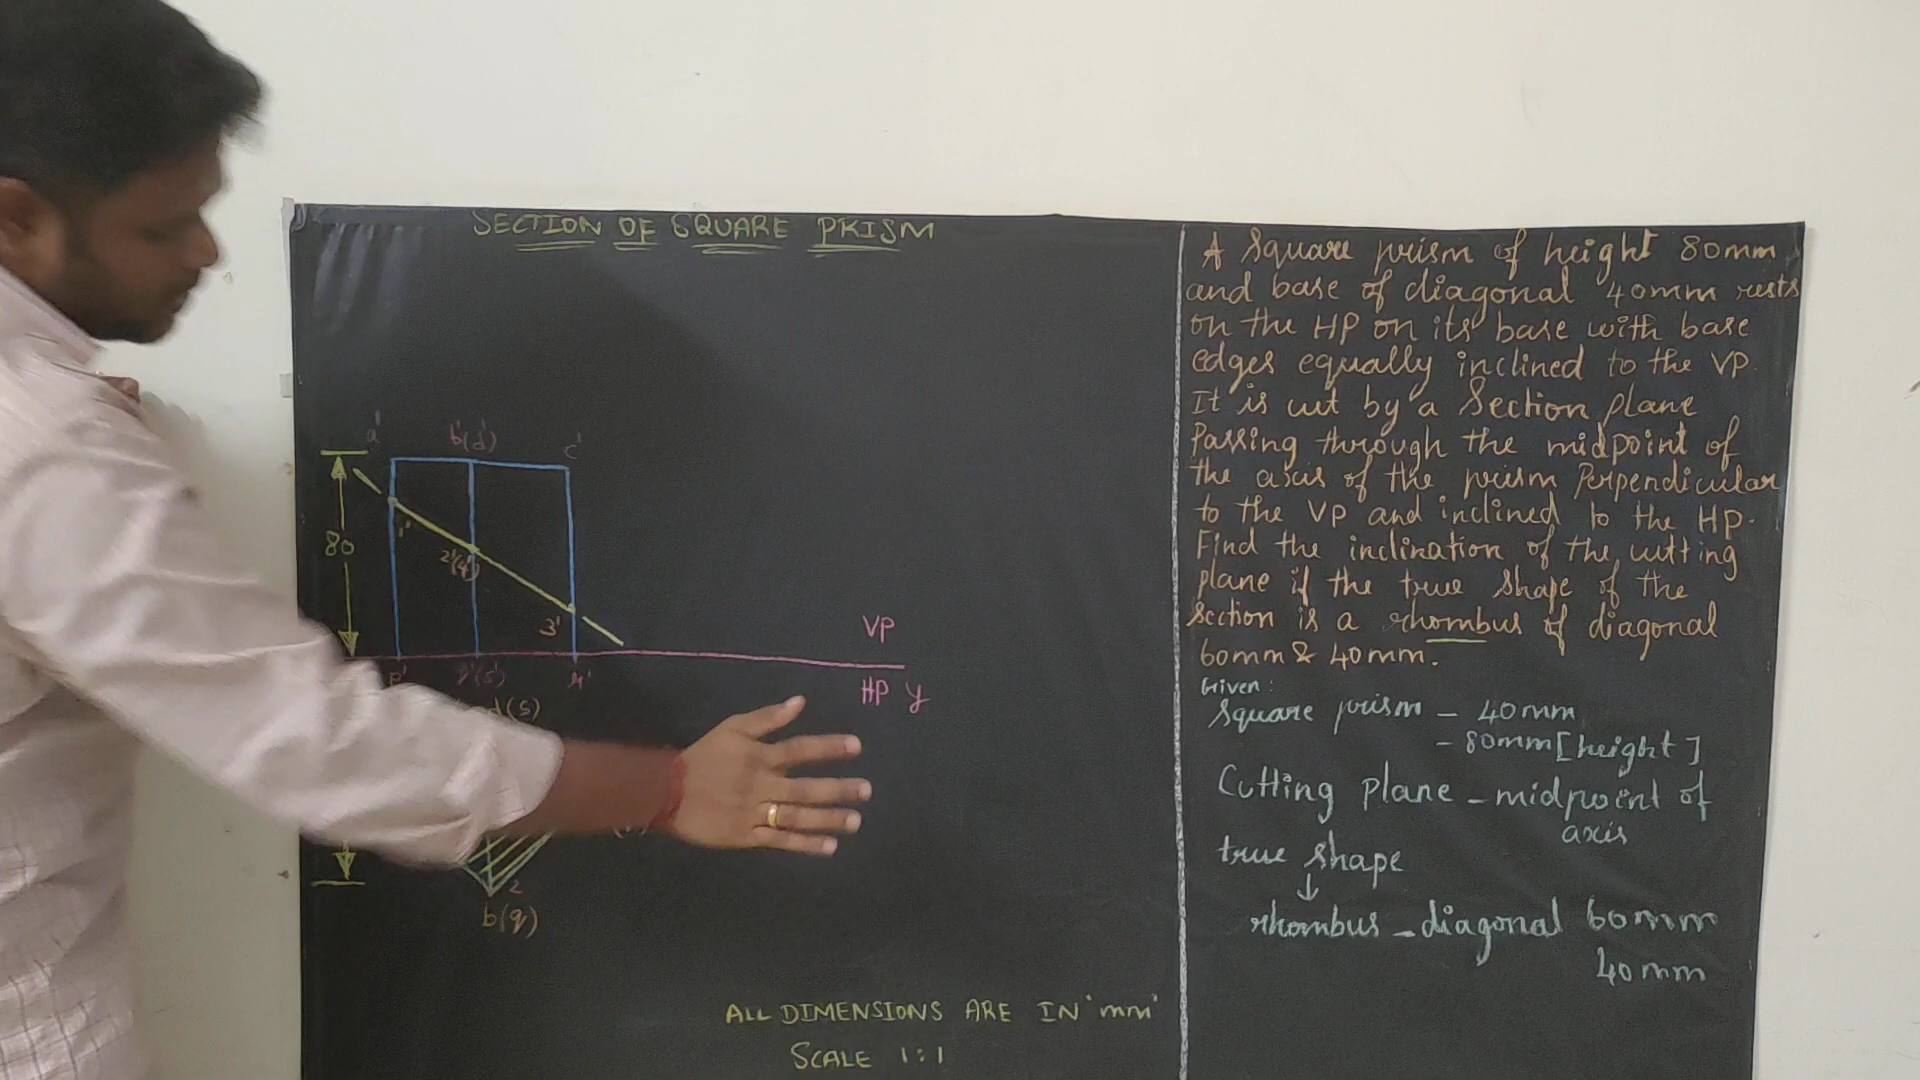 SECTION OF SQUARE PRISM
a' b'(d') c'
1'
80
2'(4')
3'
VP
P' q'(s') r'
HP y
d(s)
2
b(q)
ALL DIMENSIONS ARE IN 'mm'
SCALE 1:1
A Square prism of height 80mm
and base of diagonal 40mm rests
on the HP on its base with base
edges equally inclined to the VP.
It is cut by a Section plane
Passing through the midpoint of
the axis of the prism Perpendicular
to the VP and inclined to the HP.
Find the inclination of the cutting
plane if the true shape of the
Section is a rhombus of diagonal
60mm & 40mm.
Given:
Square prism - 40mm
- 80mm [height]
Cutting plane - midpoint of
axis
true shape
↓
rhombus - diagonal 60mm
40mm